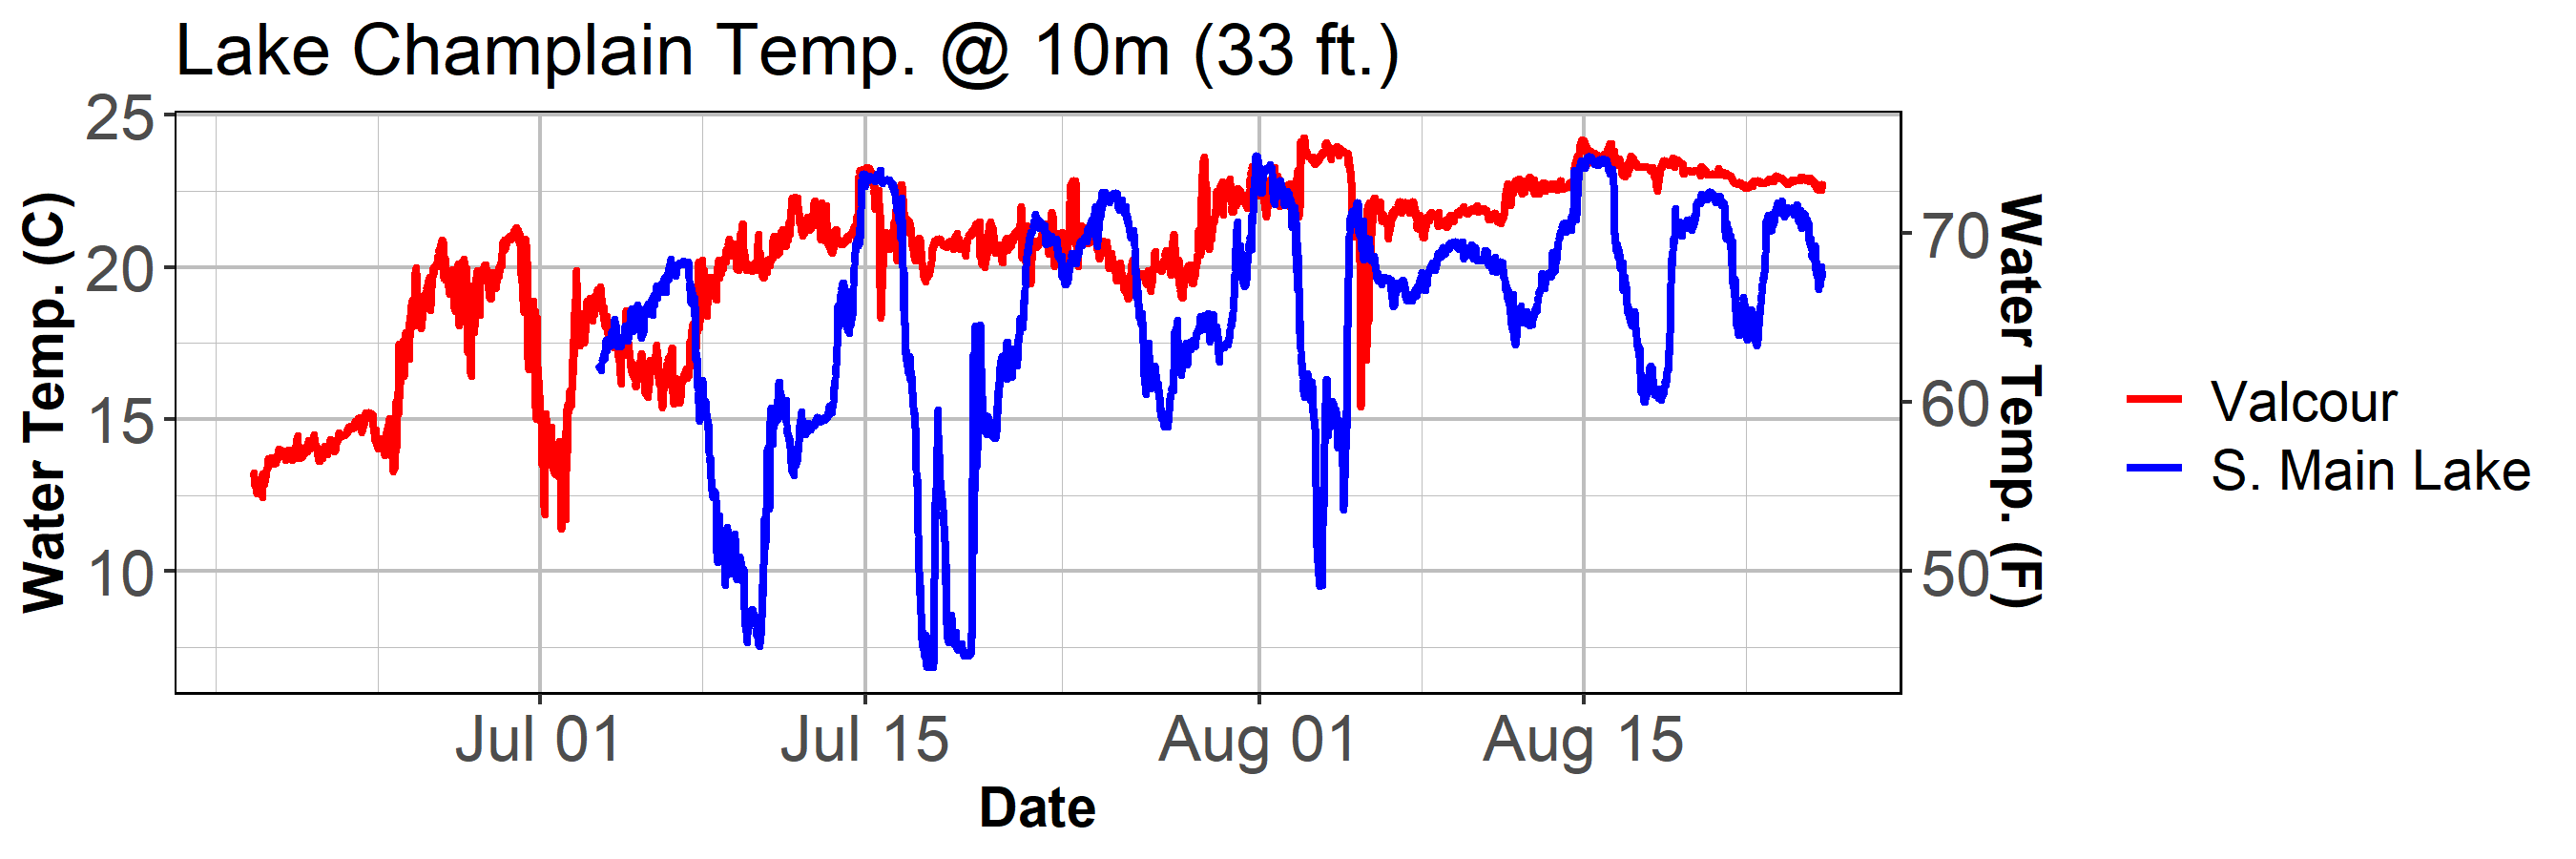 Lake Champlain Temp. @ 10m (33 ft.)
Water Temp. (C)
25
20
15
10
70
60
50
Water Temp. (F)
Jul 01
Jul 15
Aug 01
Aug 15
Date
Valcour
S. Main Lake